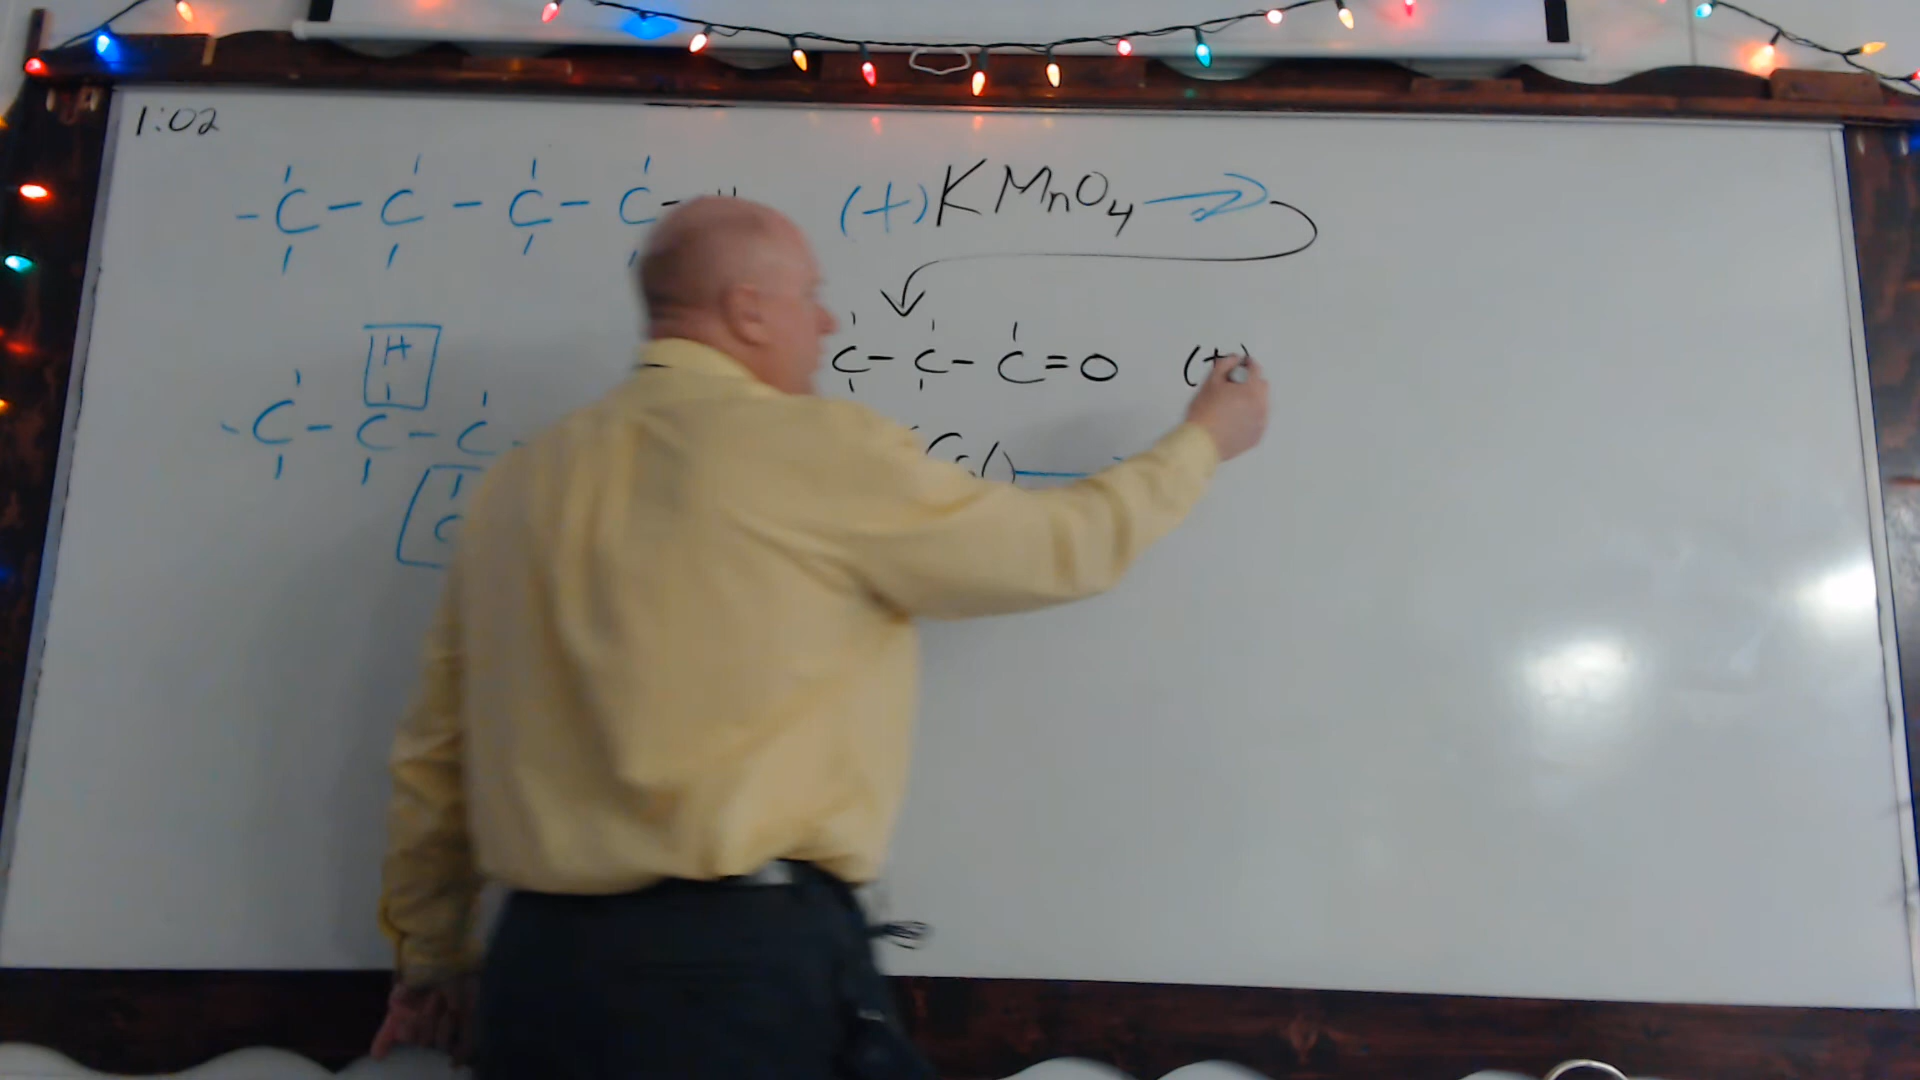 1:02
- C - C - C - C - (+) KMnO4
C - C - C = O (+)
H
- C - C - C -